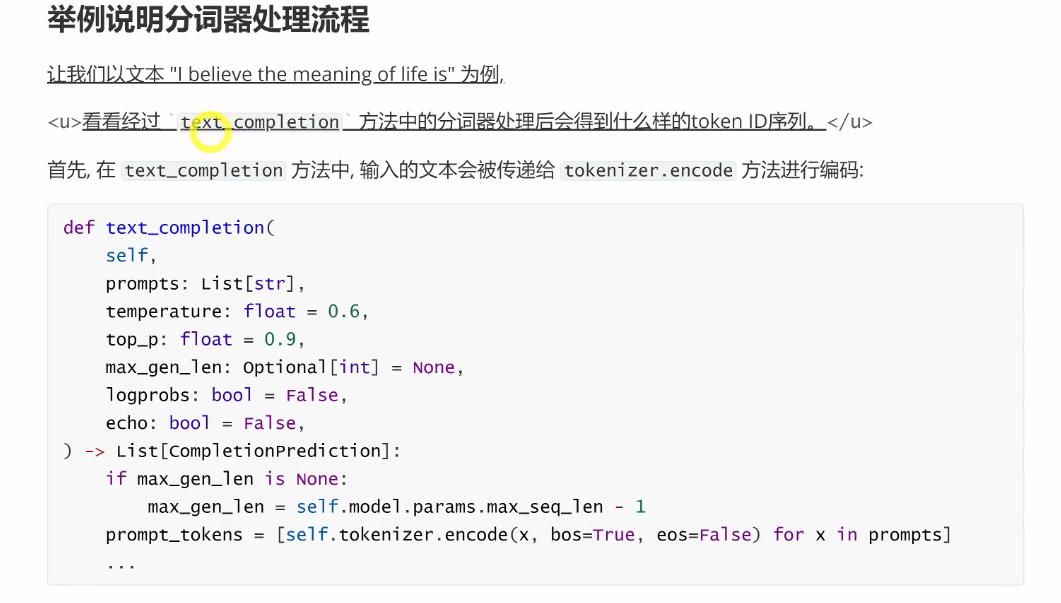 举例说明分词器处理流程
让我们以文本 "I believe the meaning of life is" 为例,
<u>看看经过 `text_completion` 方法中的分词器处理后会得到什么样的token ID序列。</u>
首先, 在 text_completion 方法中, 输入的文本会被传递给 tokenizer.encode 方法进行编码:
def text_completion(
    self,
    prompts: List[str],
    temperature: float = 0.6,
    top_p: float = 0.9,
    max_gen_len: Optional[int] = None,
    logprobs: bool = False,
    echo: bool = False,
) -> List[CompletionPrediction]:
    if max_gen_len is None:
        max_gen_len = self.model.params.max_seq_len - 1
    prompt_tokens = [self.tokenizer.encode(x, bos=True, eos=False) for x in prompts]
    ...